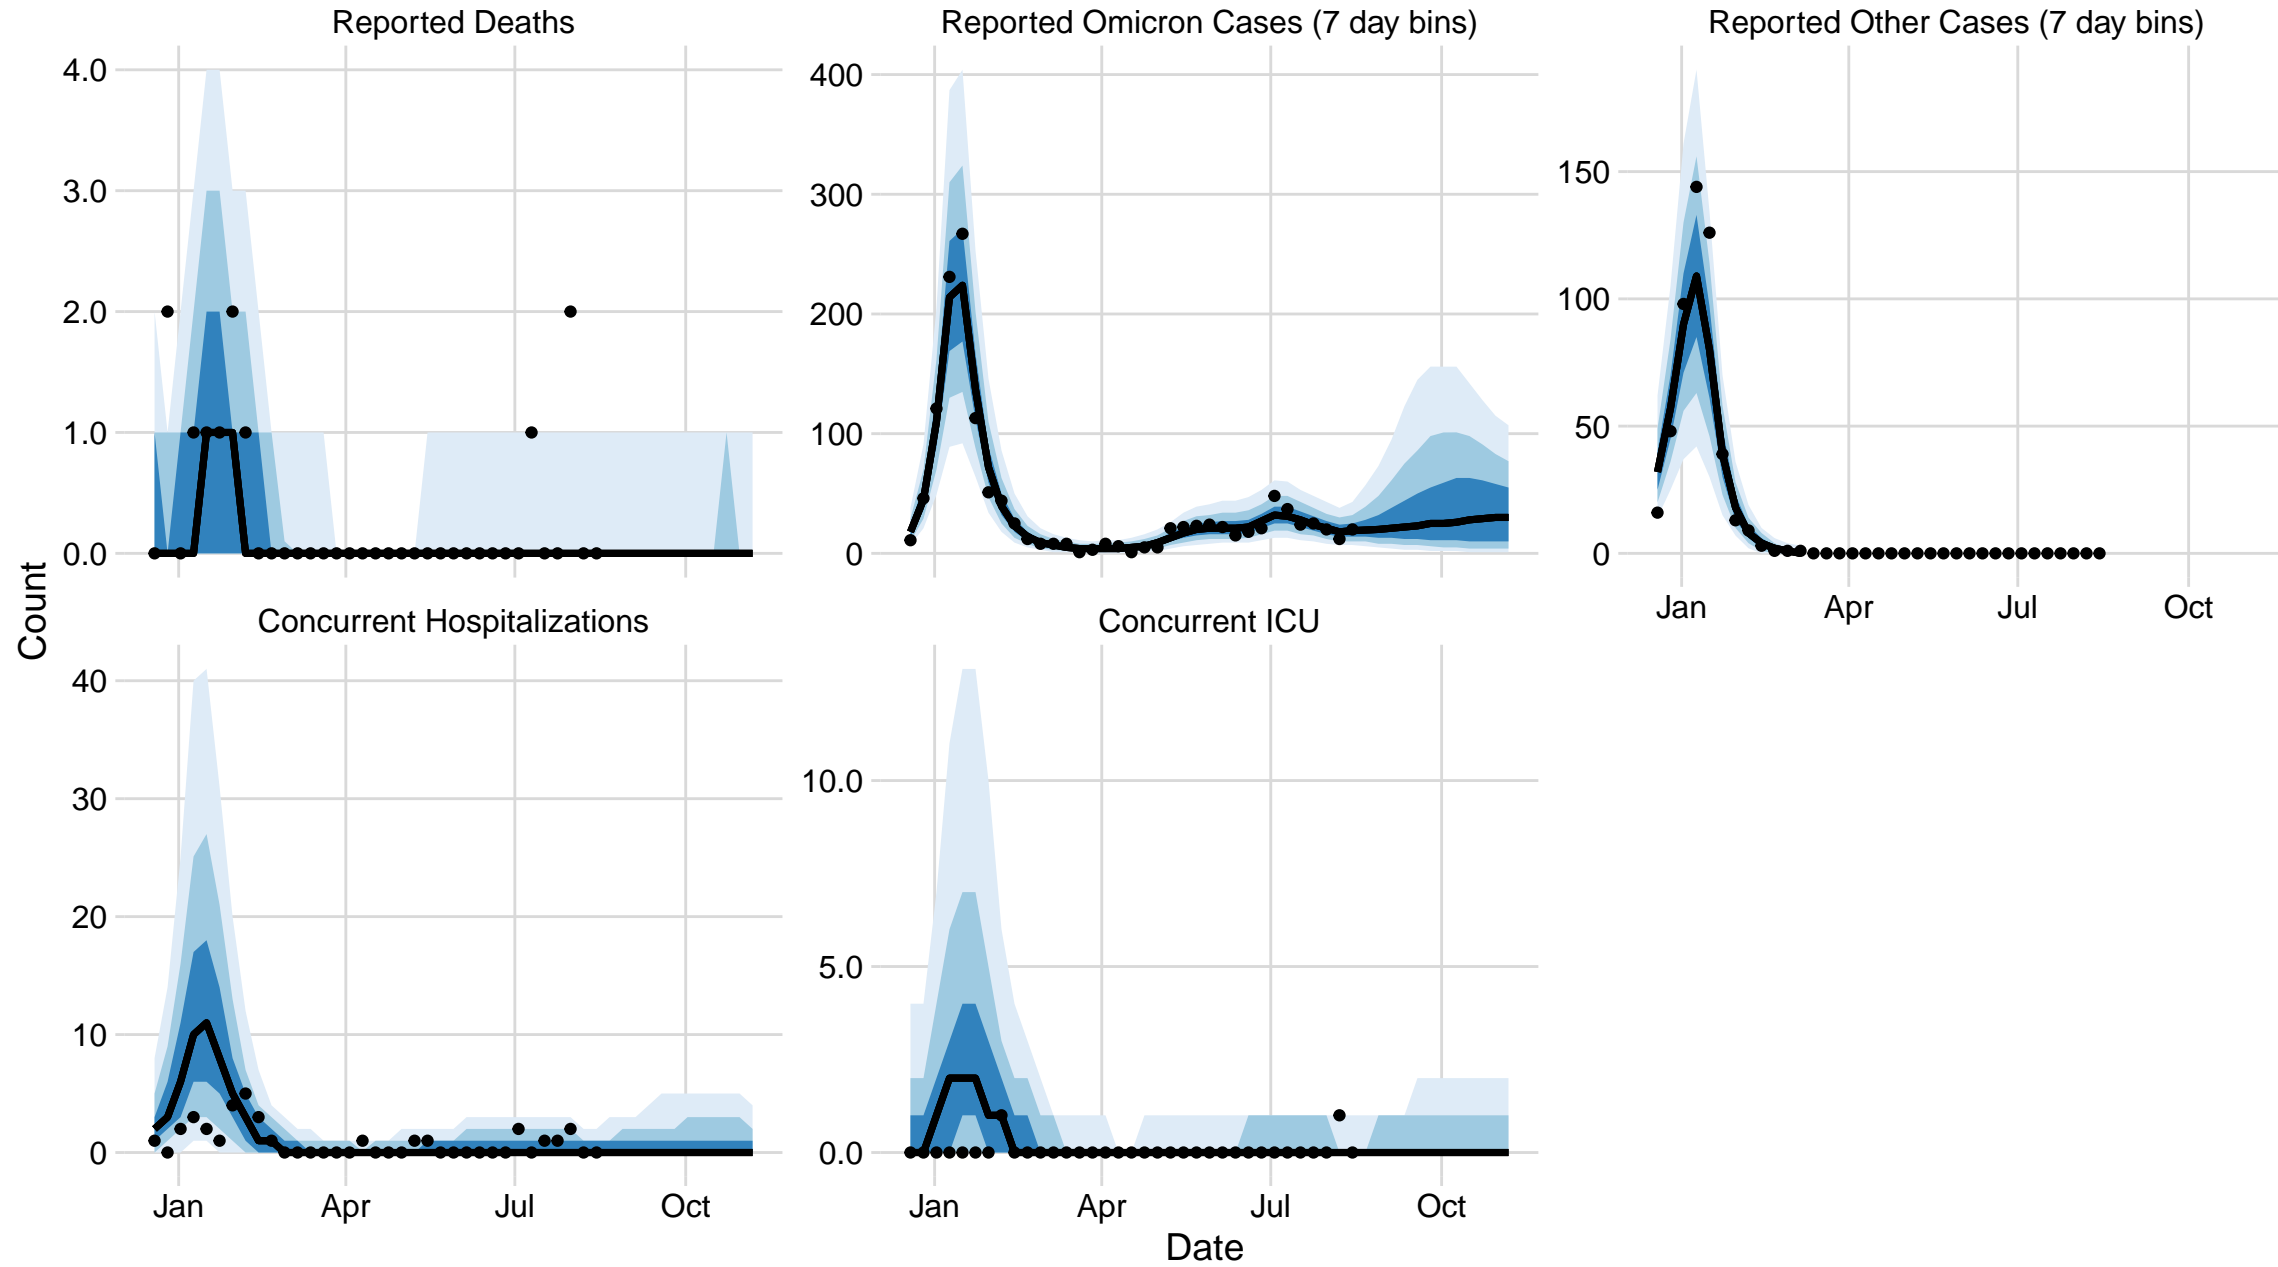 Reported Deaths
Reported Omicron Cases (7 day bins)
Reported Other Cases (7 day bins)
4.0
3.0
2.0
1.0
0.0
400
300
200
100
0
150
100
50
0
Jan Apr Jul Oct
Count
Concurrent Hospitalizations
Concurrent ICU
40
30
20
10
0
10.0
5.0
0.0
Jan Apr Jul Oct
Jan Apr Jul Oct
Date